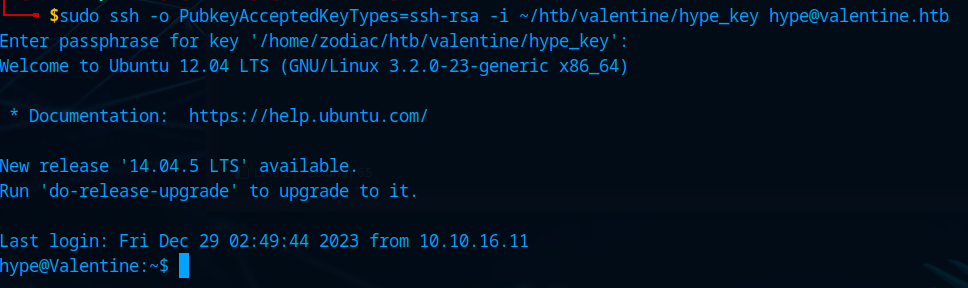 $sudo ssh -o PubkeyAcceptedKeyTypes=ssh-rsa -i ~/htb/valentine/hype_key hype@valentine.htb
Enter passphrase for key '/home/zodiac/htb/valentine/hype_key':
Welcome to Ubuntu 12.04 LTS (GNU/Linux 3.2.0-23-generic x86_64)
* Documentation:  https://help.ubuntu.com/
New release '14.04.5 LTS' available.
Run 'do-release-upgrade' to upgrade to it.
Last login: Fri Dec 29 02:49:44 2023 from 10.10.16.11
hype@Valentine:~$